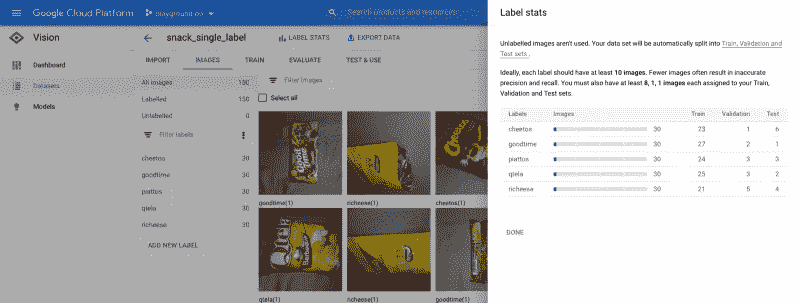 Google Cloud Platform
playground-cs
Search products and resources
Vision
snack_single_label
LABEL STATS
EXPORT DATA
Dashboard
Datasets
Models
IMPORT
IMAGES
TRAIN
EVALUATE
TEST & USE
All images 150
Labelled 150
Unlabelled 0
Filter labels
cheetos 30
goodtime 30
piattos 30
qtela 30
richeese 30
ADD NEW LABEL
Filter images
Select all
goodtime(1)
richeese(1)
cheetos(1)
qtela(1)
richeese(1)
goodtime(1)
Label stats
Unlabelled images aren't used. Your data set will be automatically split into Train, Validation and
Test sets .
Ideally, each label should have at least 10 images. Fewer images often result in inaccurate
precision and recall. You must also have at least 8, 1, 1 images each assigned to your Train,
Validation and Test sets.
Labels Images Train Validation Test
cheetos 30 23 1 6
goodtime 30 27 2 1
piattos 30 24 3 3
qtela 30 25 3 2
richeese 30 21 5 4
DONE